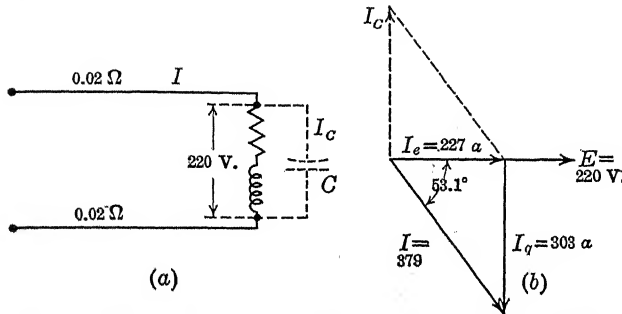 0.02 Ω I
220 V.
I_C
C
0.02 Ω
(a)
I_C
I_e=.227 a
E=
220 V.
53.1°
I=
379
I_q=303 a
(b)